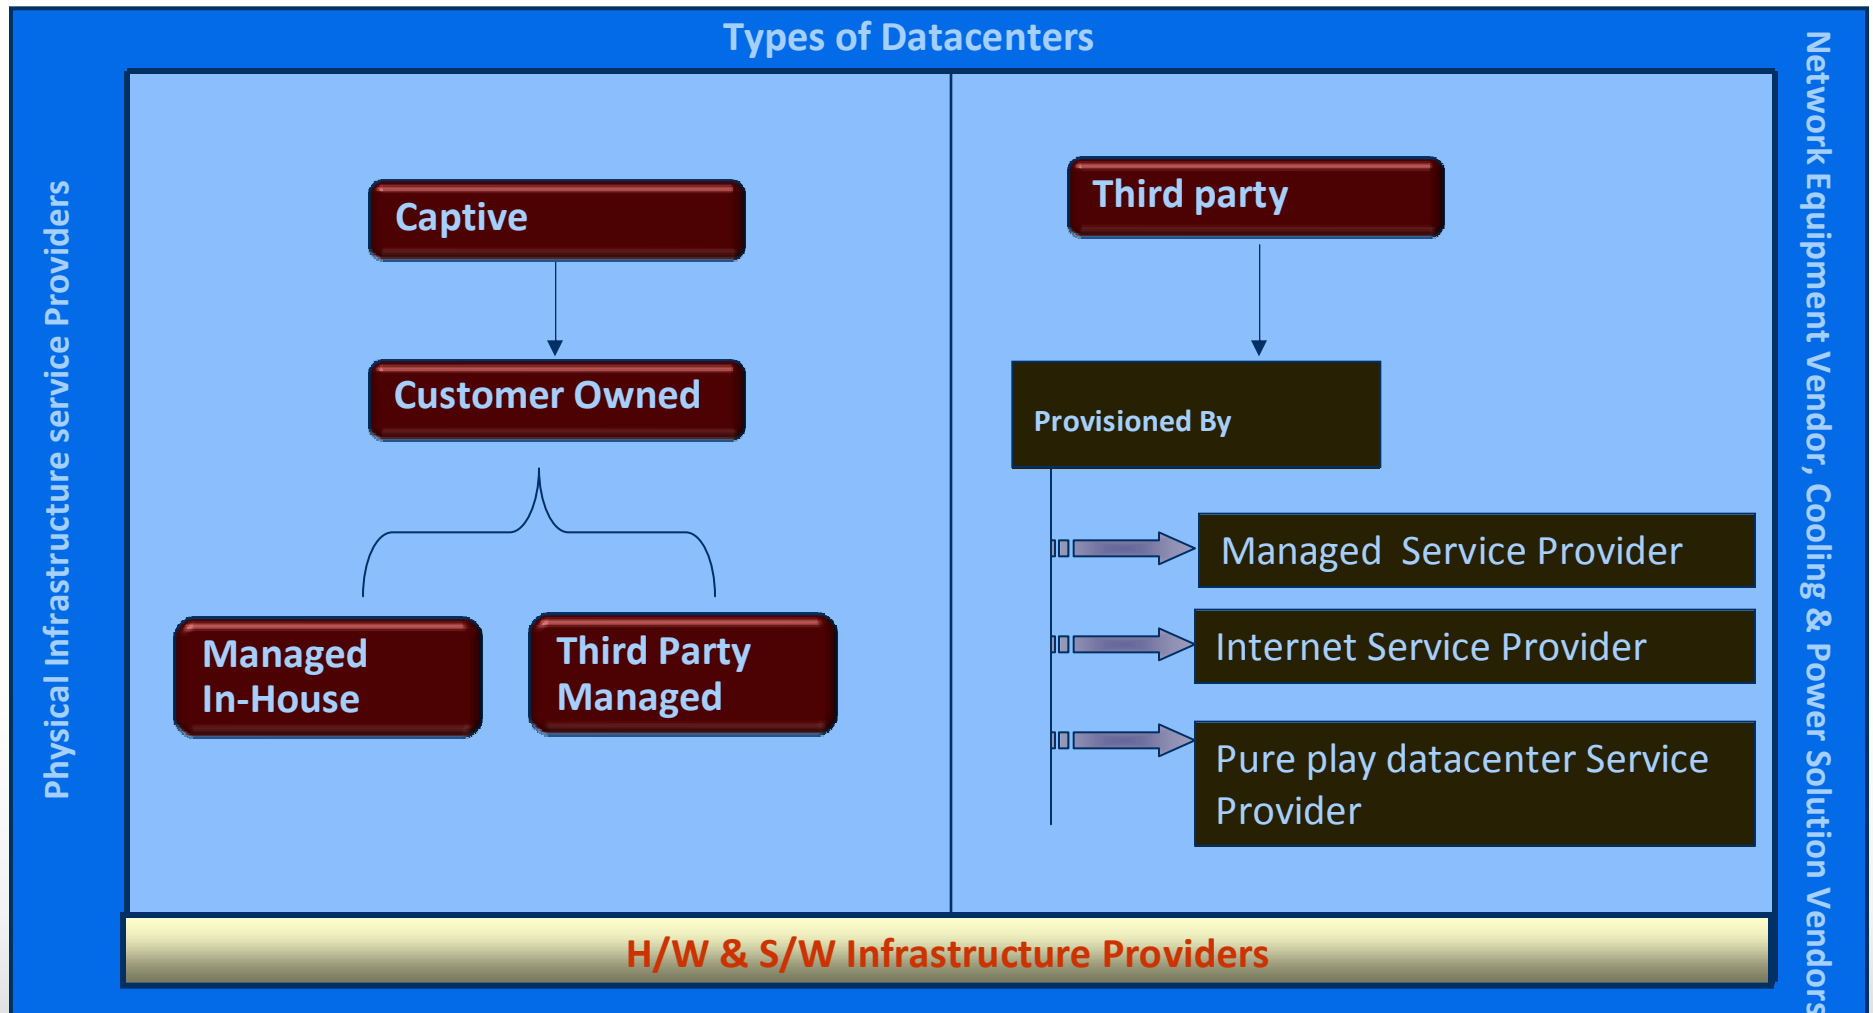 Types of Datacenters
Physical Infrastructure service Providers
Captive
Customer Owned
Managed
In-House
Third Party
Managed
Third party
Provisioned By
Managed  Service Provider
Internet Service Provider
Pure play datacenter Service
Provider
Network Equipment Vendor, Cooling & Power Solution Vendors
H/W & S/W Infrastructure Providers